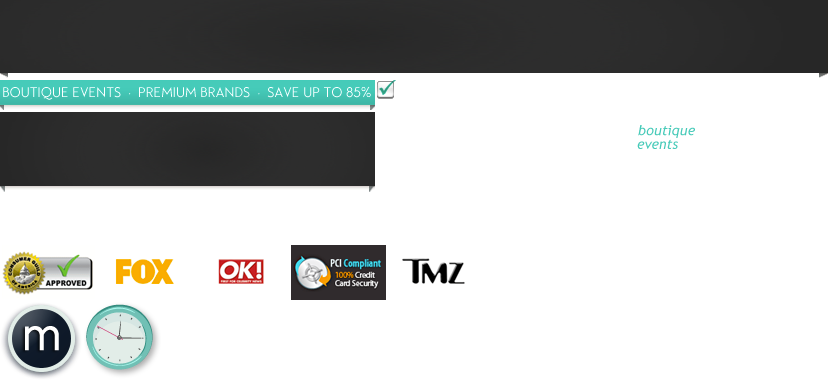 BOUTIQUE EVENTS · PREMIUM BRANDS · SAVE UP TO 85%
boutique
events
CONSUMER
APPROVED
FOX
OK!
PCI Compliant
100% Credit
Card Security
TMZ
m